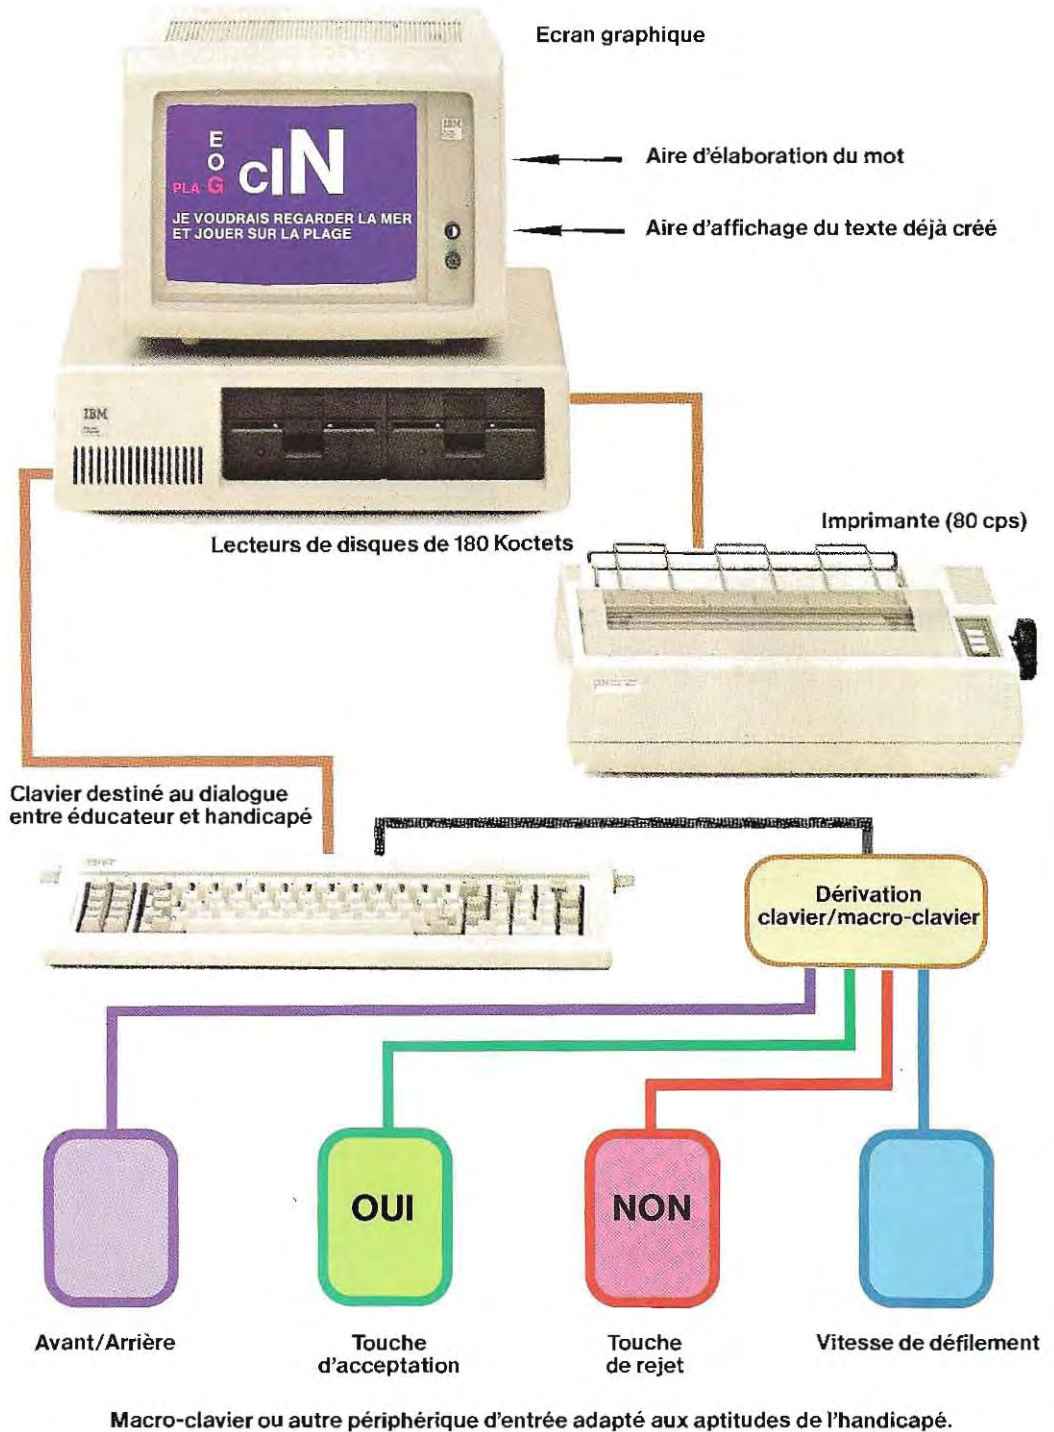 Ecran graphique
IBM
E
O
PLA G cIN
Aire d'élaboration du mot
JE VOUDRAIS REGARDER LA MER
ET JOUER SUR LA PLAGE
Aire d'affichage du texte déjà créé
IBM
Lecteurs de disques de 180 Koctets
Imprimante (80 cps)
Clavier destiné au dialogue
entre éducateur et handicapé
Dérivation
clavier/macro-clavier
OUI
NON
Avant/Arrière
Touche
d'acceptation
Touche
de rejet
Vitesse de défilement
Macro-clavier ou autre périphérique d'entrée adapté aux aptitudes de l'handicapé.